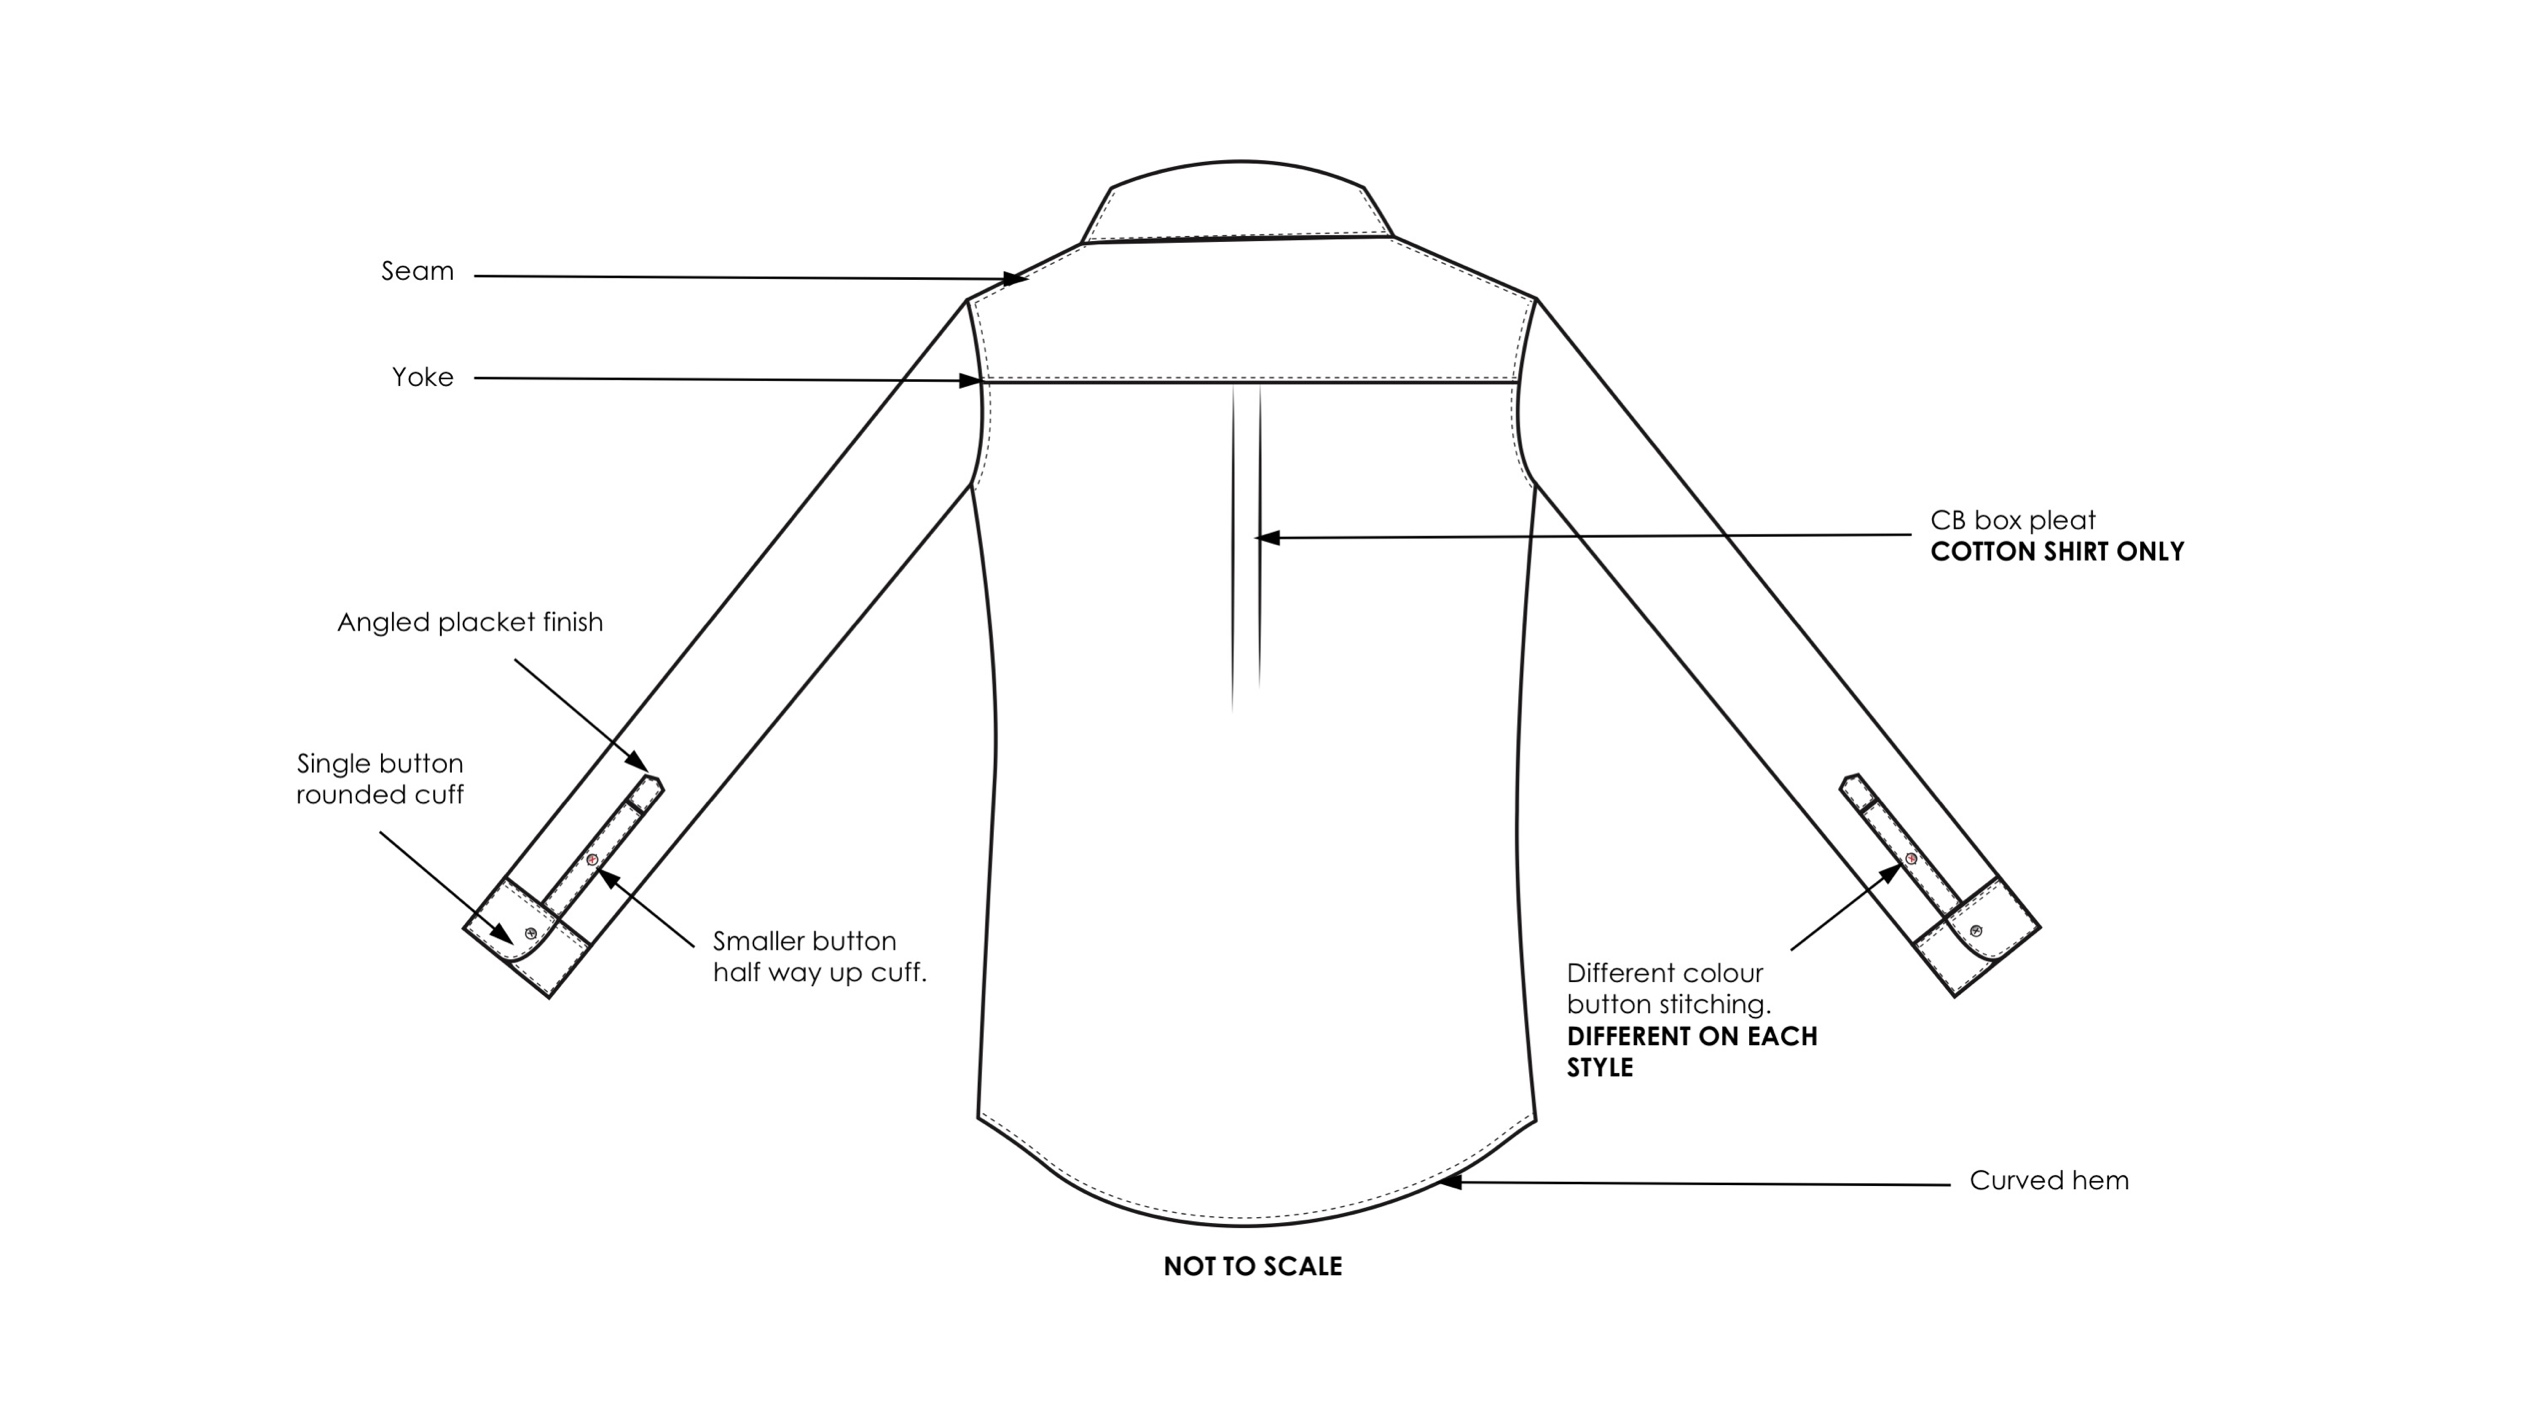 Seam
Yoke
CB box pleat
COTTON SHIRT ONLY
Angled placket finish
Single button
rounded cuff
Smaller button
half way up cuff.
Different colour
button stitching.
DIFFERENT ON EACH
STYLE
Curved hem
NOT TO SCALE